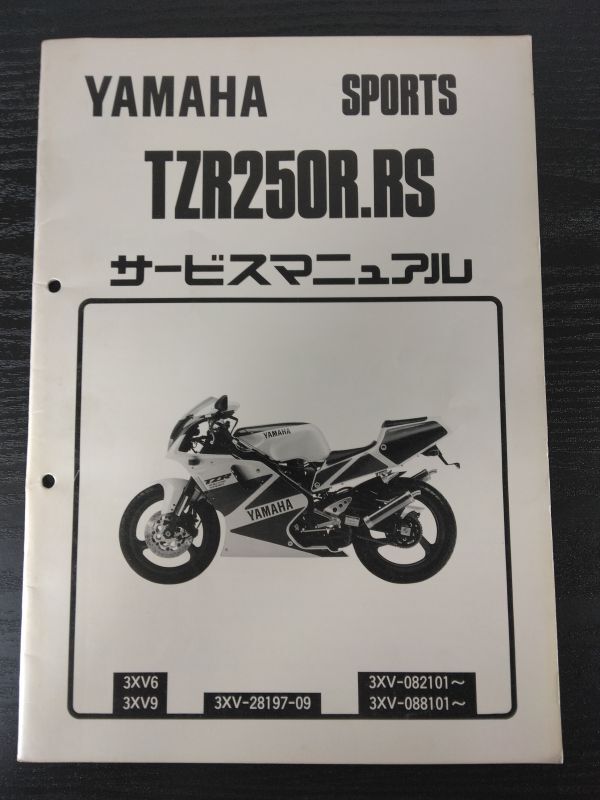 YAMAHA SPORTS
TZR250R.RS
サービスマニュアル
YAMAHA
TZR
YAMAHA
3XV6
3XV9
3XV-28197-09
3XV-082101〜
3XV-088101〜